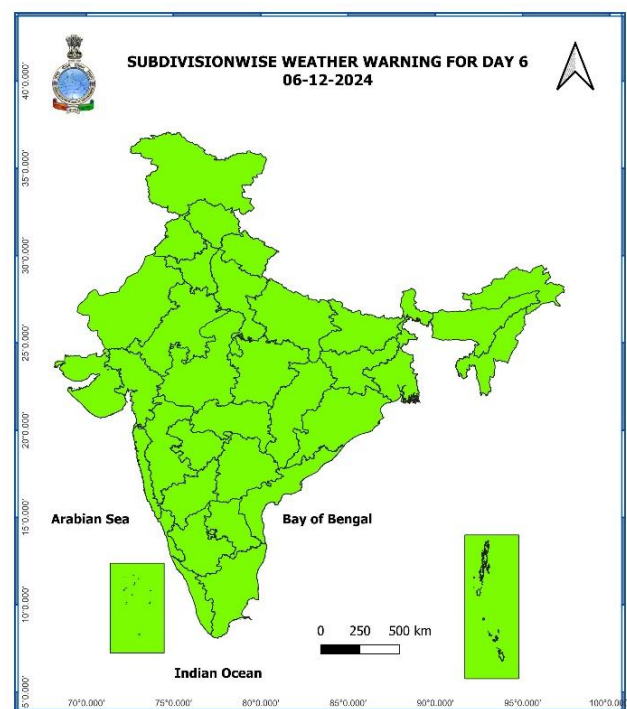 SUBDIVISIONWISE WEATHER WARNING FOR DAY 6
06-12-2024
40°0.000'
35°0.000'
30°0.000'
25°0.000'
20°0.000'
15°0.000'
10°0.000'
5°0.000'
Arabian Sea
Bay of Bengal
0 250 500 km
Indian Ocean
70°0.000' 75°0.000' 80°0.000' 85°0.000' 90°0.000' 95°0.000' 100°0.000'